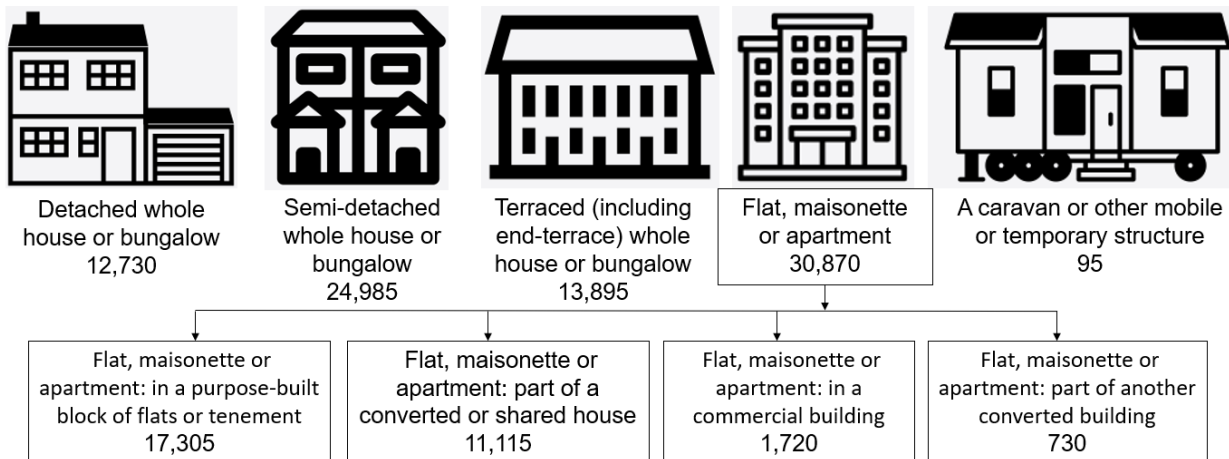 Detached whole
house or bungalow
12,730
Semi-detached
whole house or
bungalow
24,985
Terraced (including
end-terrace) whole
house or bungalow
13,895
Flat, maisonette
or apartment
30,870
A caravan or other mobile
or temporary structure
95
Flat, maisonette or
apartment: in a purpose-built
block of flats or tenement
17,305
Flat, maisonette or
apartment: part of a
converted or shared house
11,115
Flat, maisonette or
apartment: in a
commercial building
1,720
Flat, maisonette or
apartment: part of another
converted building
730